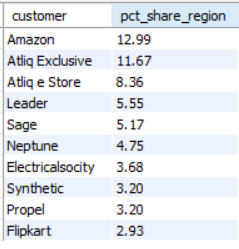 customer pct_share_region
Amazon 12.99
Atliq Exclusive 11.67
Atliq e Store 8.36
Leader 5.55
Sage 5.17
Neptune 4.75
Electricalsocity 3.68
Synthetic 3.20
Propel 3.20
Flipkart 2.93